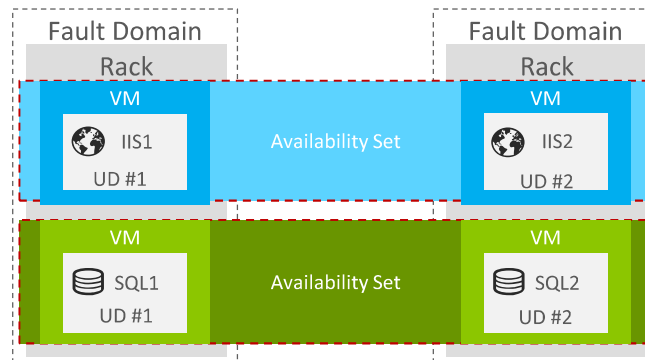 Fault Domain
Fault Domain
Rack
Rack
VM
VM
IIS1
Availability Set
IIS2
UD #1
UD #2
VM
VM
SQL1
Availability Set
SQL2
UD #1
UD #2